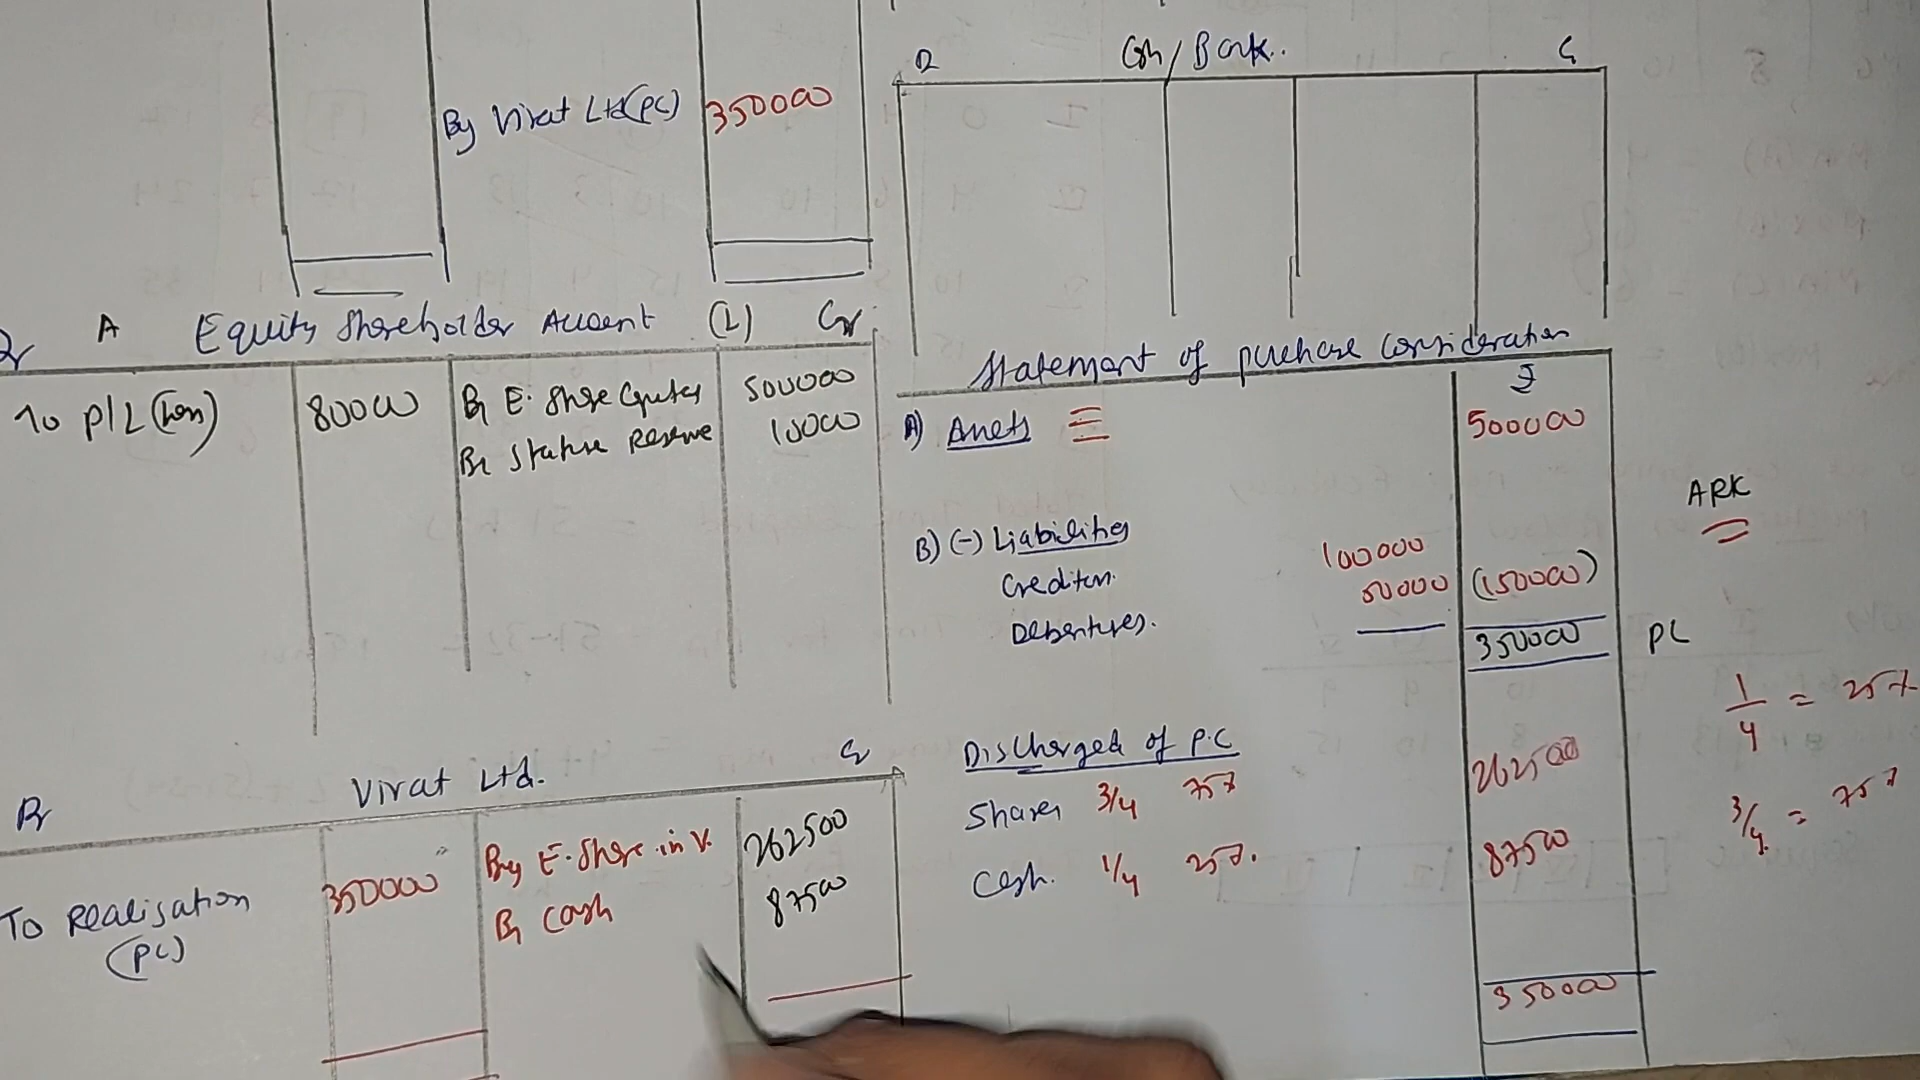 By Virat Ltd (PC) 350000
Dr Cash / Bank.. Cr
Dr A Equity Shareholder Account (L) Cr
To P/L (loss) 80000 By E. Share Capital 500000
By Statue Reserve 10000
Statement of purchase consideration
₹
A) Assets 500000
B) (-) Liabilities
Creditors. 100000
Debentures. 50000 (150000)
350000 PC
ARK
1/4 = 25%
3/4 = 75%
Discharged of P.C
Shares 3/4 75% 262500
Cash. 1/4 25%. 87500
350000
Dr Virat Ltd. Cr
To Realisation 350000 By E. Share in V. 262500
(PC) By Cash 87500